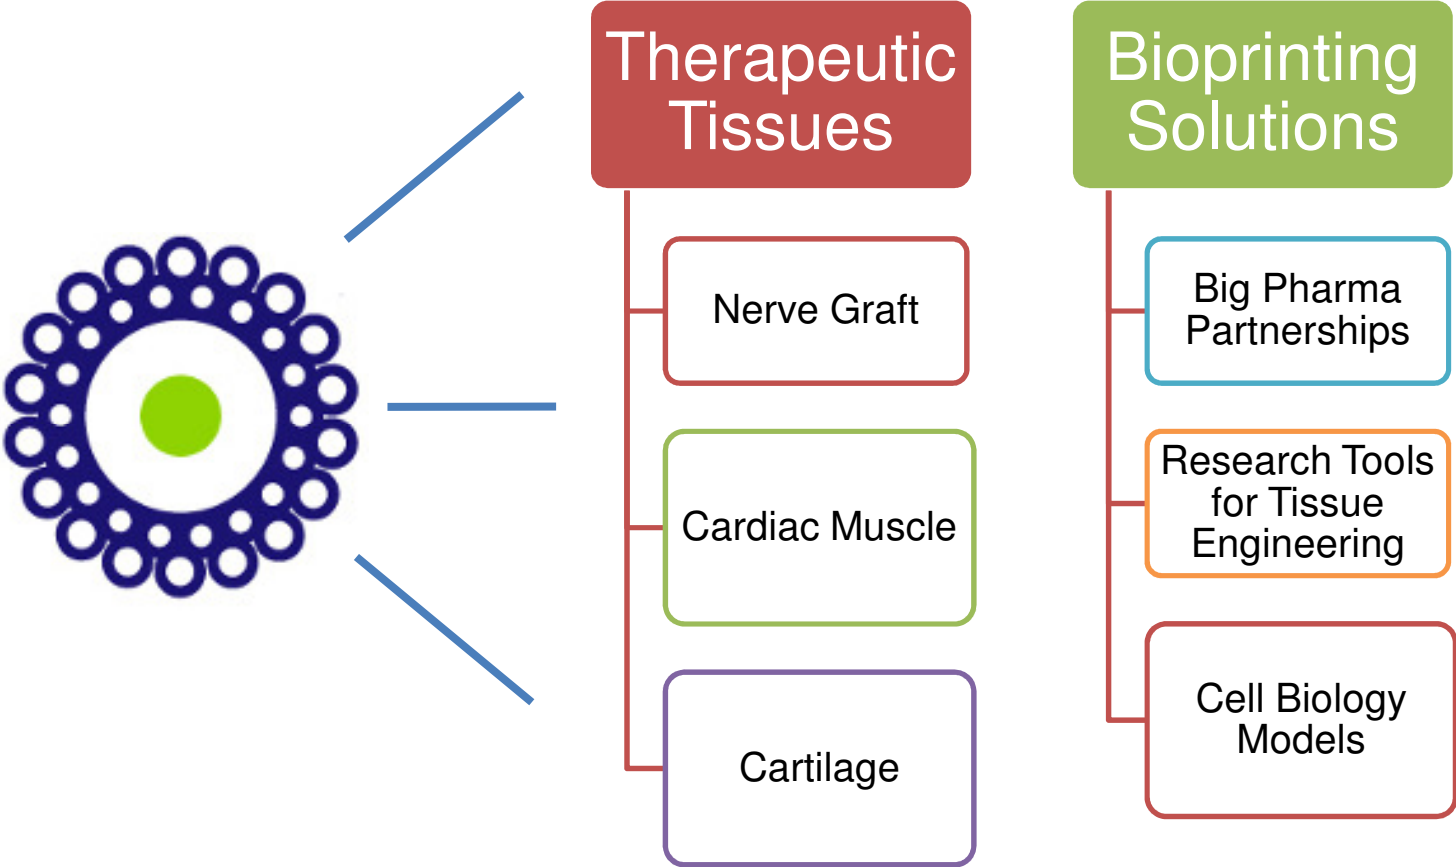 Therapeutic
Tissues
Nerve Graft
Cardiac Muscle
Cartilage
Bioprinting
Solutions
Big Pharma
Partnerships
Research Tools
for Tissue
Engineering
Cell Biology
Models